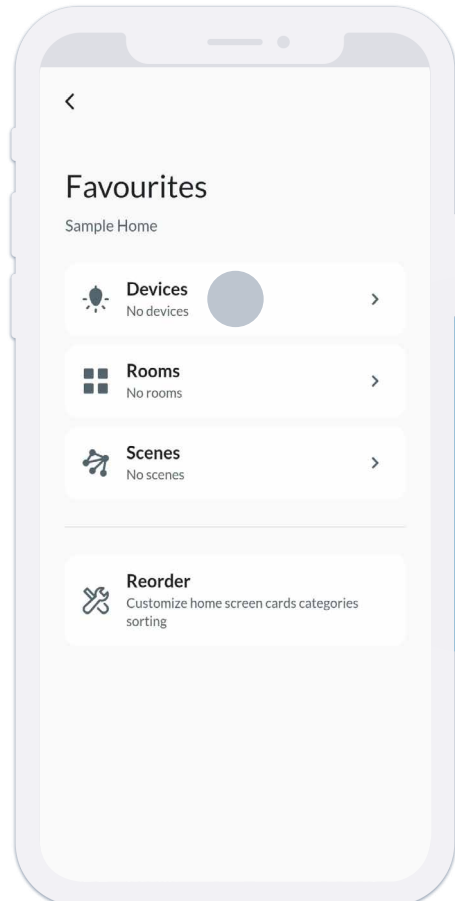 Favourites
Sample Home
Devices
No devices
Rooms
No rooms
Scenes
No scenes
Reorder
Customize home screen cards categories
sorting